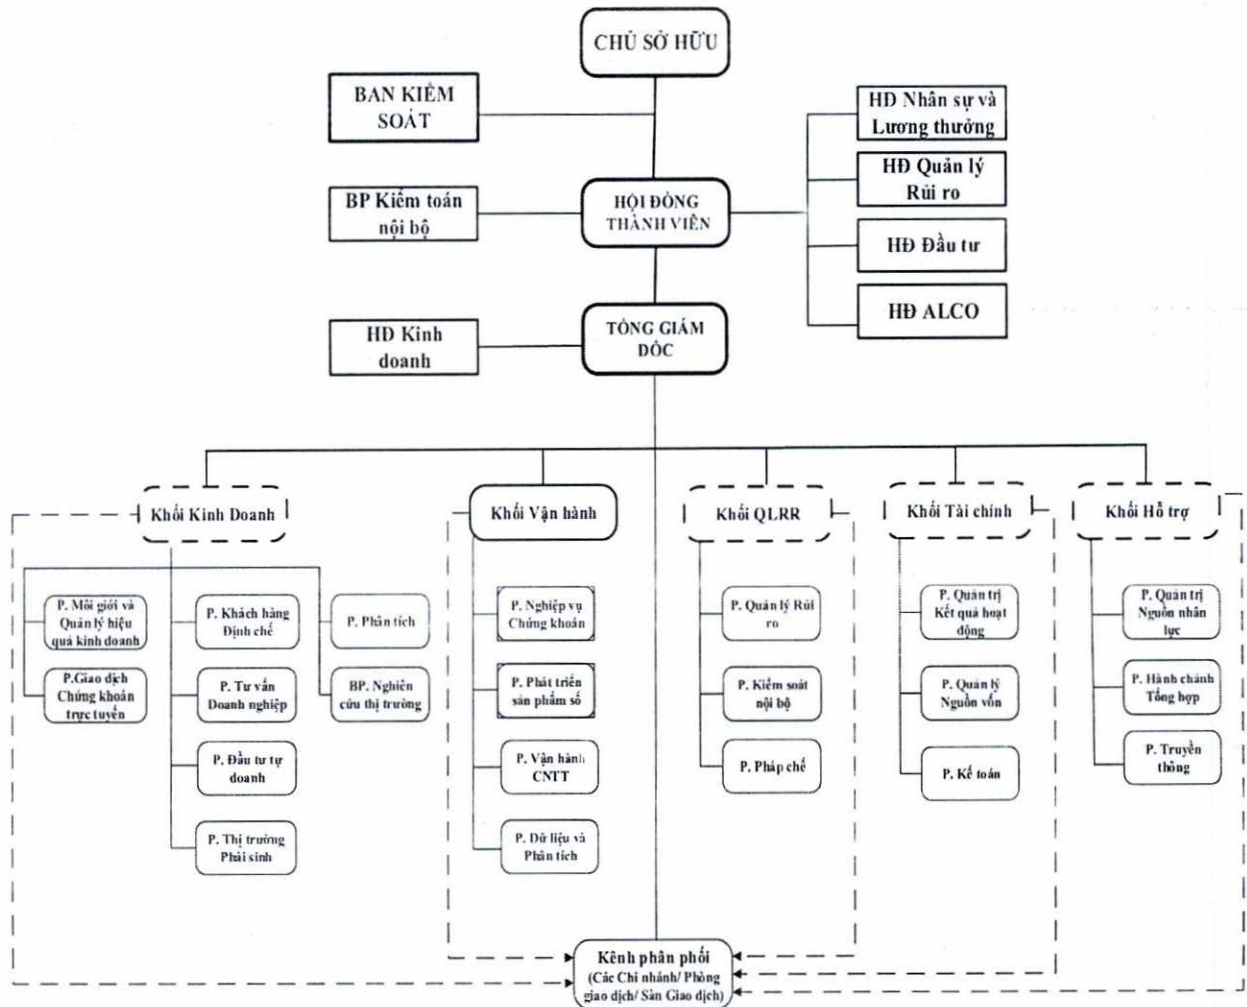 CHỦ SỞ HỮU
BAN KIỂM
SOÁT
HĐ Nhân sự và
Lương thưởng
HĐ Quản lý
Rủi ro
BP Kiểm toán
nội bộ
HỘI ĐỒNG
THÀNH VIÊN
HĐ Đầu tư
HĐ ALCO
HĐ Kinh
doanh
TỔNG GIÁM
ĐỐC
Khối Kinh Doanh
Khối Vận hành
Khối QLRR
Khối Tài chính
Khối Hỗ trợ
P. Môi giới và
Quản lý hiệu
quả kinh doanh
P.Giao dịch
Chứng khoán
trực tuyến
P. Khách hàng
Định chế
P. Tư vấn
Doanh nghiệp
P. Đầu tư tự
doanh
P. Thị trường
Phái sinh
P. Phân tích
BP. Nghiên
cứu thị trường
P. Nghiệp vụ
Chứng khoán
P. Phát triển
sản phẩm số
P. Vận hành
CNTT
P. Dữ liệu và
Phân tích
P. Quản lý Rủi
ro
P. Kiểm soát
nội bộ
P. Pháp chế
P. Quản trị
Kết quả hoạt
động
P. Quản lý
Nguồn vốn
P. Kế toán
P. Quản trị
Nguồn nhân
lực
P. Hành chánh
Tổng hợp
P. Truyền
thông
Kênh phân phối
(Các Chi nhánh/ Phòng
giao dịch/ Sàn Giao dịch)